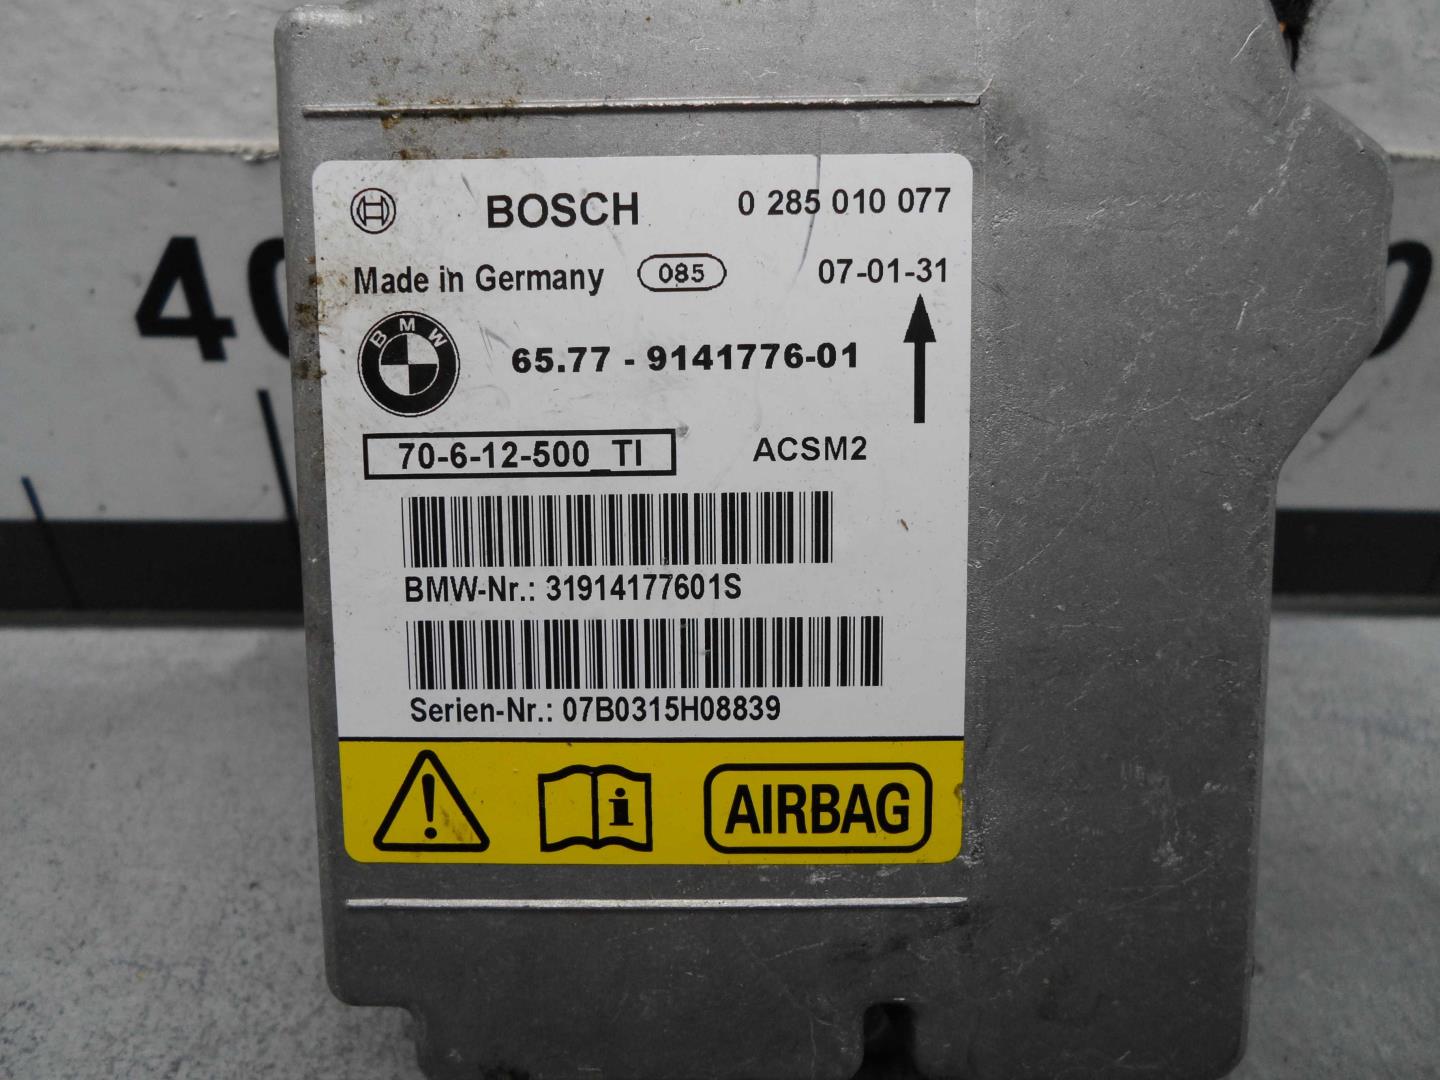 BOSCH 0 285 010 077
Made in Germany 085 07-01-31
BMW 65.77 - 9141776-01
70-6-12-500_TI ACSM2
BMW-Nr.: 31914177601S
Serien-Nr.: 07B0315H08839
! i AIRBAG